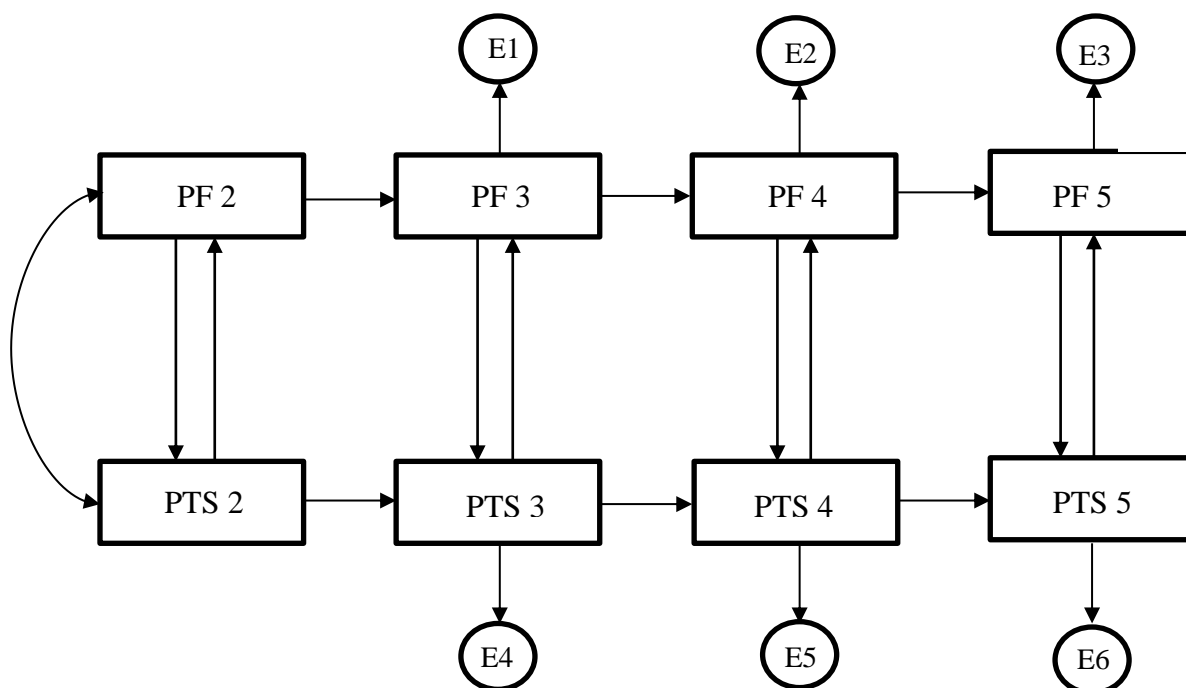 E1
E2
E3
PF 2
PF 3
PF 4
PF 5
PTS 2
PTS 3
PTS 4
PTS 5
E4
E5
E6